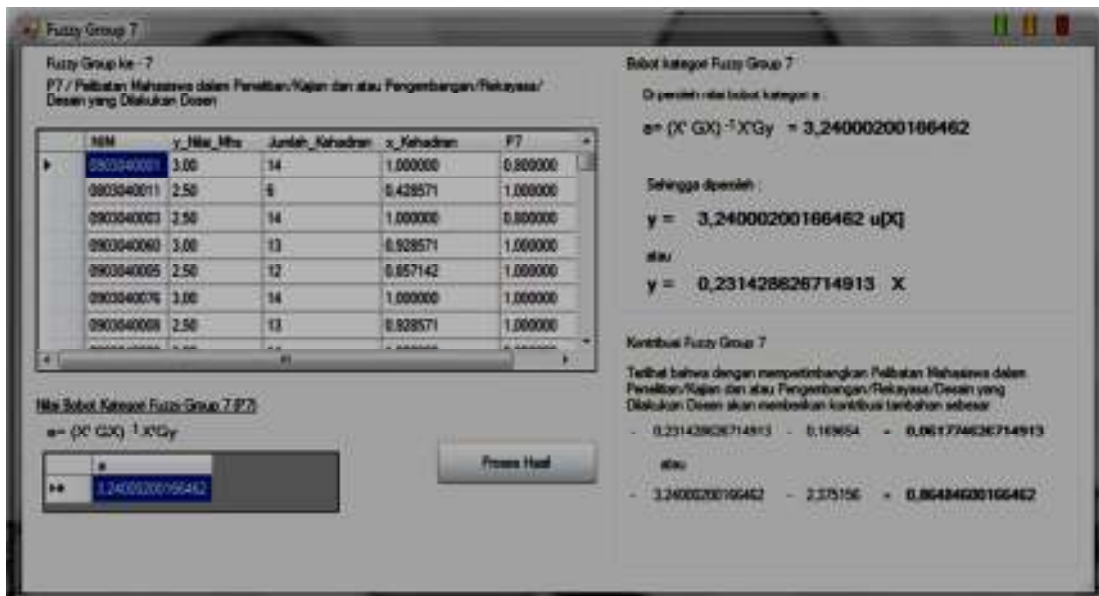 Fuzzy Group 7
Fuzzy Group ke - 7
P7 / Pelibatan Mahasiswa dalam Penelitian/Kajian dan atau Pengembangan/Rekayasa/
Desain yang Dilakukan Dosen
NIM y_Nilai_Mhs Jumlah_Kehadiran x_Kehadiran P7
0903040001 3.00 14 1.000000 0.800000
0803040011 2.50 6 0.428571 1.000000
0903040003 2.50 14 1.000000 0.800000
0903040060 3.00 13 0.928571 1.000000
0903040005 2.50 12 0.857142 1.000000
0903040076 3.00 14 1.000000 1.000000
0903040008 2.50 13 0.928571 1.000000
Nilai Bobot Kategori Fuzzy Group 7 (P7)
a= (X' GX) -1 X'Gy
a
3.24000200166462
Proses Hasil
Bobot kategori Fuzzy Group 7
Di peroleh nilai bobot kategori a :
a= (X' GX) -1 X'Gy = 3,24000200166462
Sehingga diperoleh :
y = 3,24000200166462 u[X]
atau
y = 0,231428626714913 X
Kontribusi Fuzzy Group 7
Terlihat bahwa dengan mempertimbangkan Pelibatan Mahasiswa dalam
Penelitian/Kajian dan atau Pengembangan/Rekayasa/Desain yang
Dilakukan Dosen akan memberikan kontribusi tambahan sebesar
= 0,231428626714913 - 0,169654 = 0,061774626714913
atau
= 3,24000200166462 - 2,375156 = 0,86484600166462